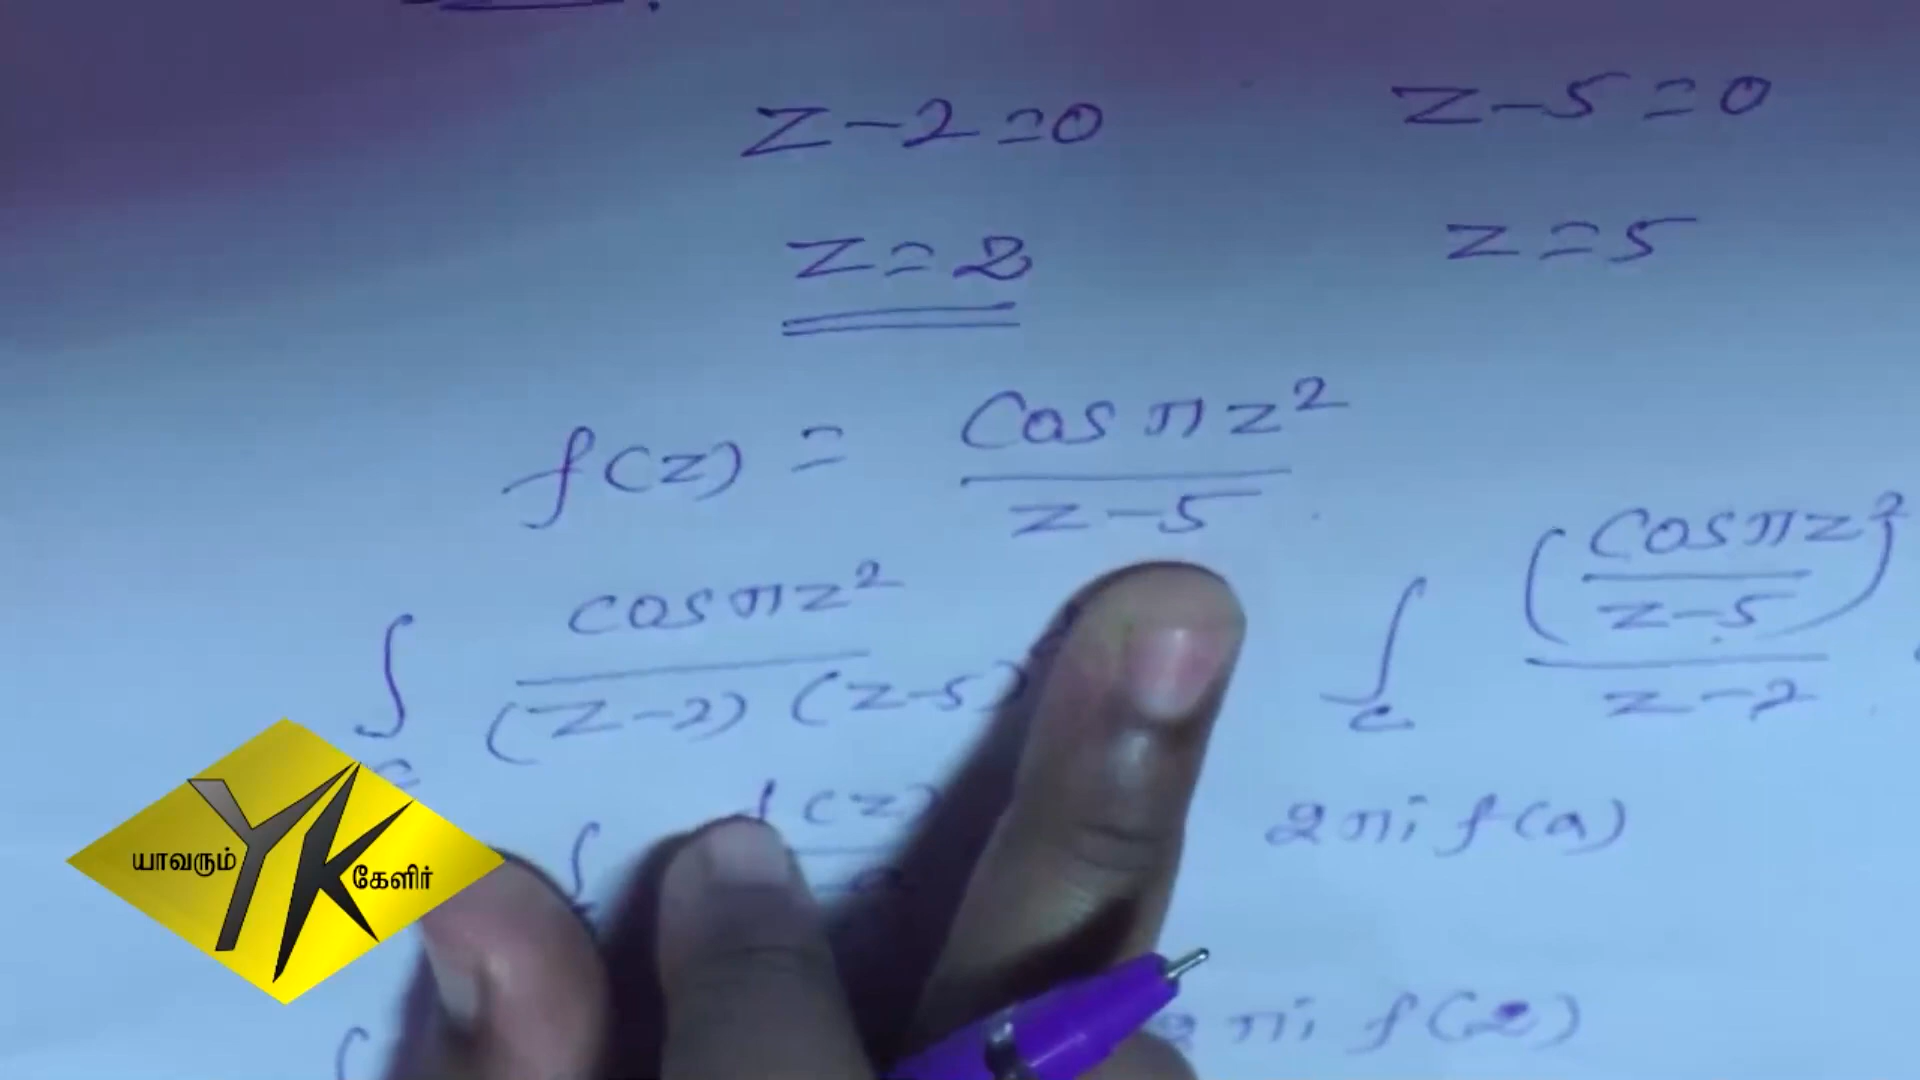 z-2=0 z-5=0
z=2 z=5
f(z) = cos πz²
z-5
∫ cos πz² ∫ (cos πz²
(z-2) (z-5) c z-5)
c z-2
∫ f(z) 2πi f(a)
2πi f(2)
யாவரும் YK கேளிர்